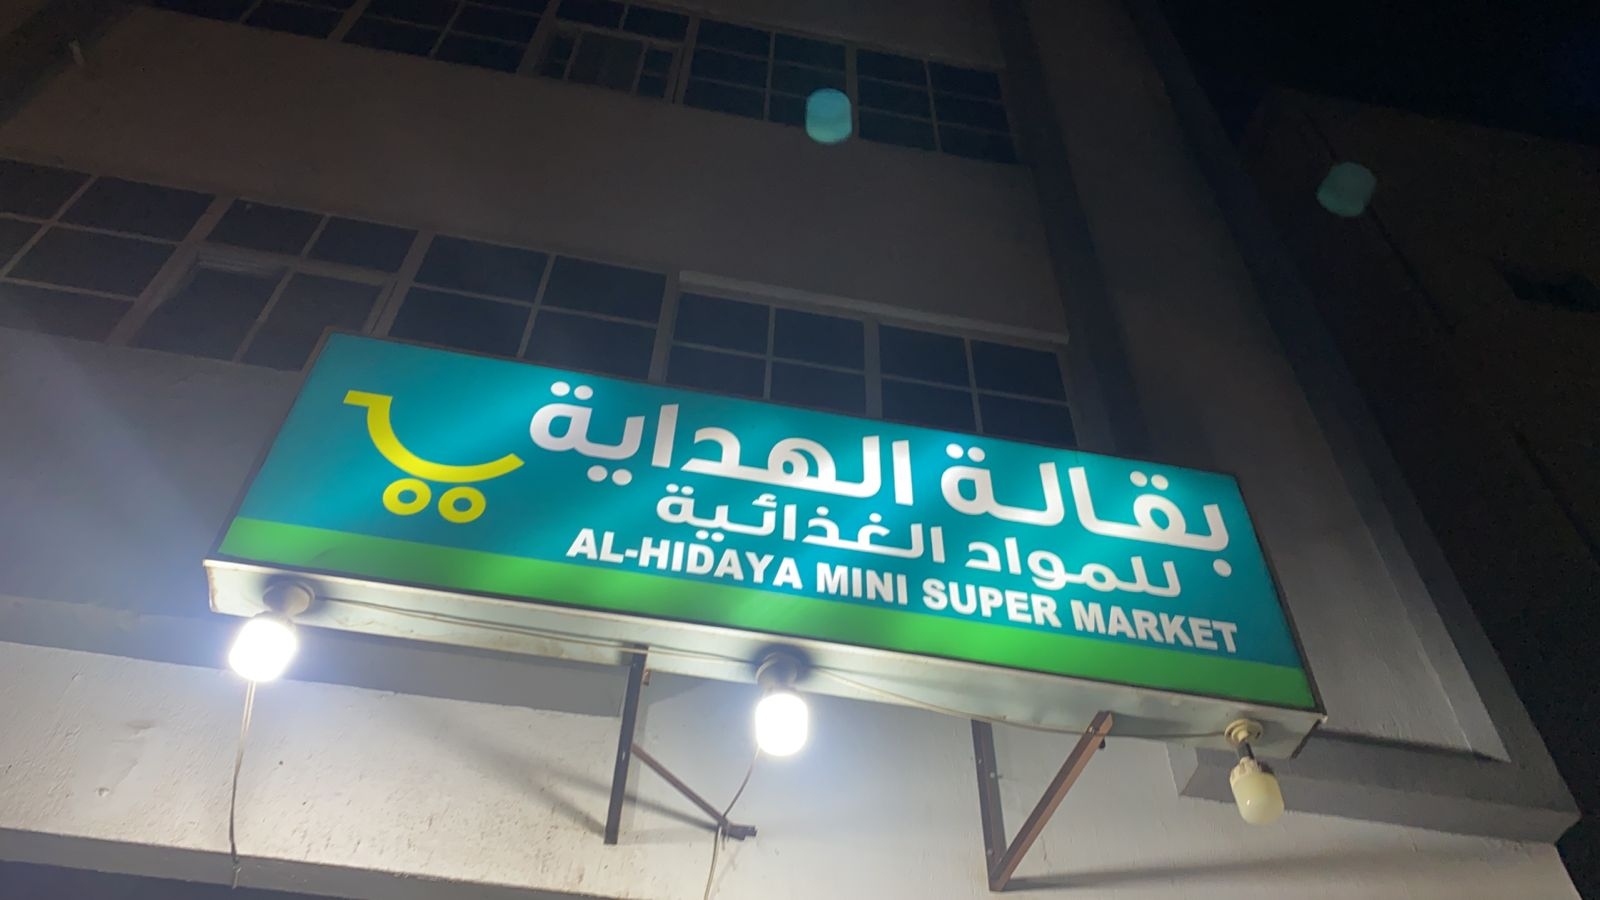 بقالة الهداية
للمواد الغذائية
AL-HIDAYA MINI SUPER MARKET